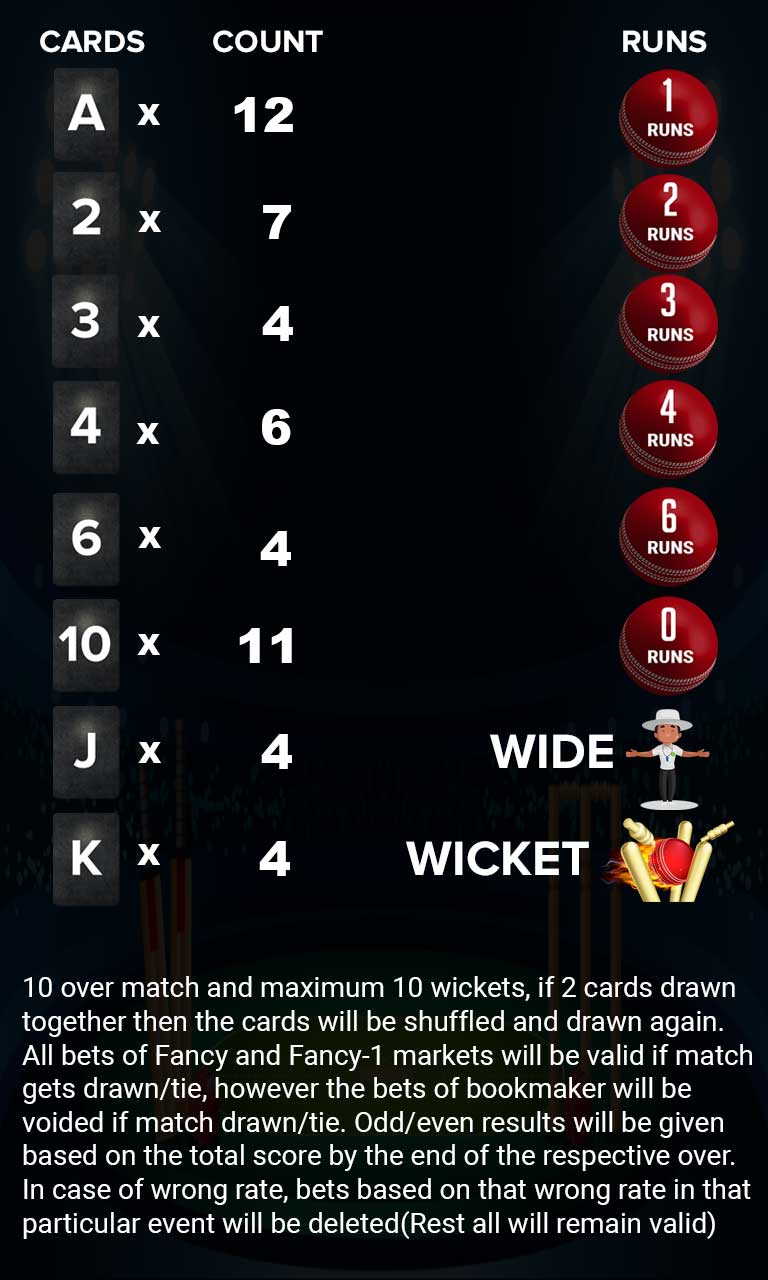 CARDS COUNT RUNS
A x 12 1 RUNS
2 x 7 2 RUNS
3 x 4 3 RUNS
4 x 6 4 RUNS
6 x 4 6 RUNS
10 x 11 0 RUNS
J x 4 WIDE
K x 4 WICKET
10 over match and maximum 10 wickets, if 2 cards drawn
together then the cards will be shuffled and drawn again.
All bets of Fancy and Fancy-1 markets will be valid if match
gets drawn/tie, however the bets of bookmaker will be
voided if match drawn/tie. Odd/even results will be given
based on the total score by the end of the respective over.
In case of wrong rate, bets based on that wrong rate in that
particular event will be deleted(Rest all will remain valid)